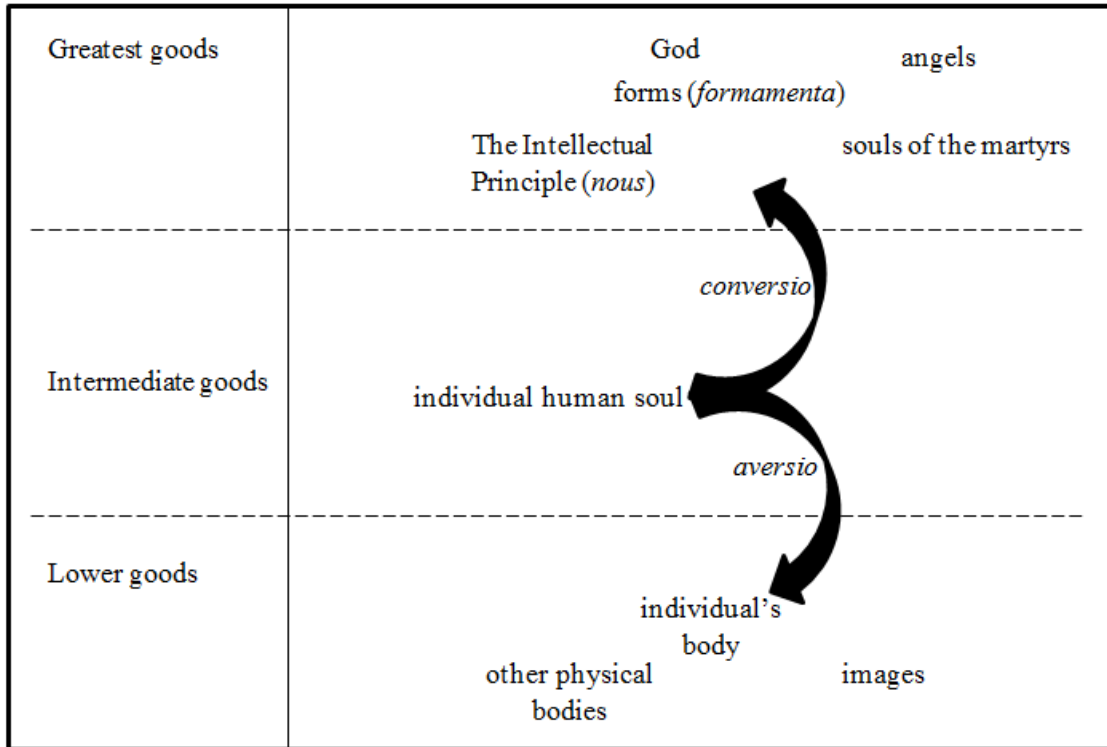 Greatest goods
God
angels
forms (formamenta)
The Intellectual
Principle (nous)
souls of the martyrs
conversio
Intermediate goods
individual human soul
aversio
Lower goods
individual’s
body
other physical
bodies
images